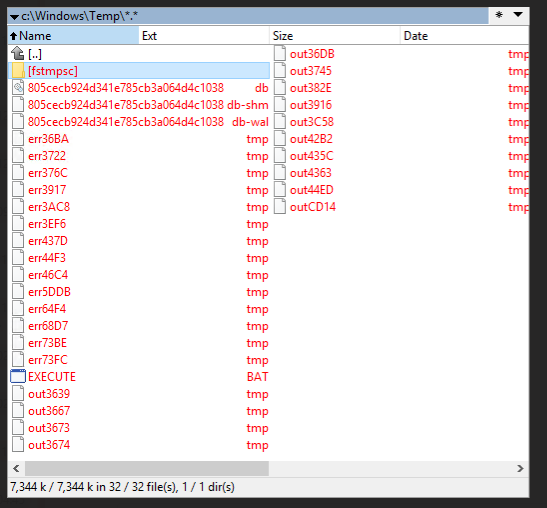 c:\Windows\Temp\*.* * 
Name Ext Size Date
[..]
[fstmpsc]
805cecb924d341e785cb3a064d4c1038 db
805cecb924d341e785cb3a064d4c1038 db-shm
805cecb924d341e785cb3a064d4c1038 db-wal
err36BA tmp
err3722 tmp
err376C tmp
err3917 tmp
err3AC8 tmp
err3EF6 tmp
err437D tmp
err44F3 tmp
err46C4 tmp
err5DDB tmp
err64F4 tmp
err68D7 tmp
err73BE tmp
err73FC tmp
EXECUTE BAT
out3639 tmp
out3667 tmp
out3673 tmp
out3674 tmp
out36DB tmp
out3745 tmp
out382E tmp
out3916 tmp
out3C58 tmp
out42B2 tmp
out435C tmp
out4363 tmp
out44ED tmp
outCD14 tmp
7,344 k / 7,344 k in 32 / 32 file(s), 1 / 1 dir(s)